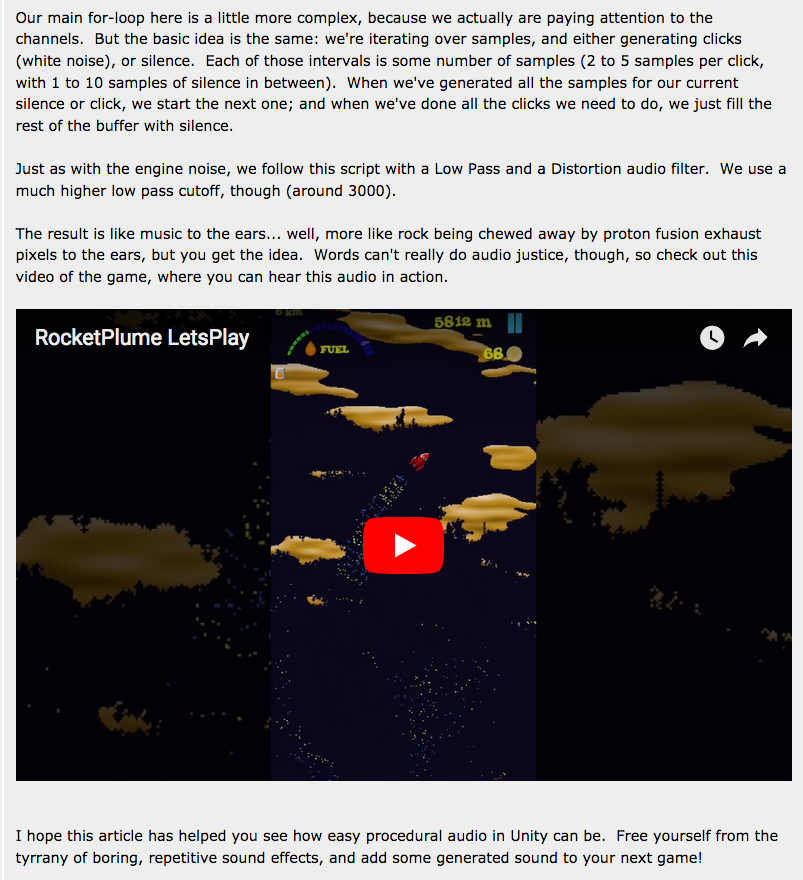 Our main for-loop here is a little more complex, because we actually are paying attention to the
channels.  But the basic idea is the same: we're iterating over samples, and either generating clicks
(white noise), or silence.  Each of those intervals is some number of samples (2 to 5 samples per click,
with 1 to 10 samples of silence in between).  When we've generated all the samples for our current
silence or click, we start the next one; and when we've done all the clicks we need to do, we just fill the
rest of the buffer with silence.
Just as with the engine noise, we follow this script with a Low Pass and a Distortion audio filter.  We use a
much higher low pass cutoff, though (around 3000).
The result is like music to the ears... well, more like rock being chewed away by proton fusion exhaust
pixels to the ears, but you get the idea.  Words can't really do audio justice, though, so check out this
video of the game, where you can hear this audio in action.
RocketPlume LetsPlay
6 km
5812 m
FUEL
68
I hope this article has helped you see how easy procedural audio in Unity can be.  Free yourself from the
tyrrany of boring, repetitive sound effects, and add some generated sound to your next game!